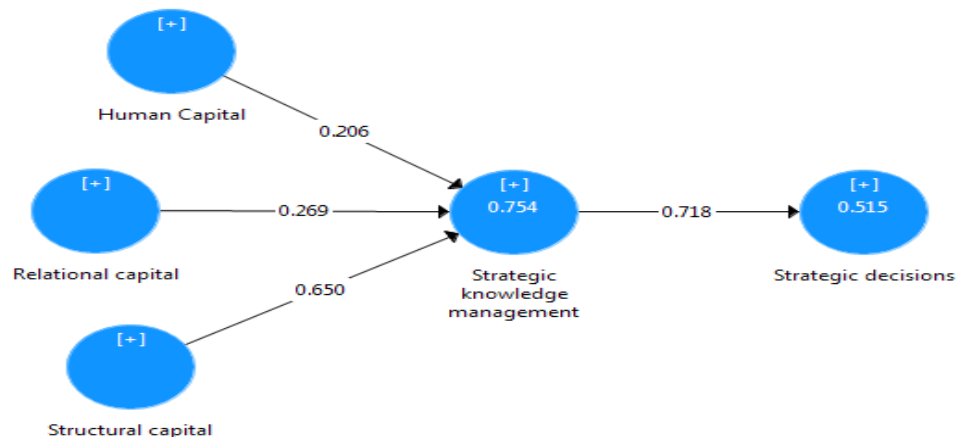 [+]
Human Capital
0.206
[+]
Relational capital
0.269
[+]
0.754
Strategic
knowledge
management
0.718
[+]
0.515
Strategic decisions
0.650
[+]
Structural capital